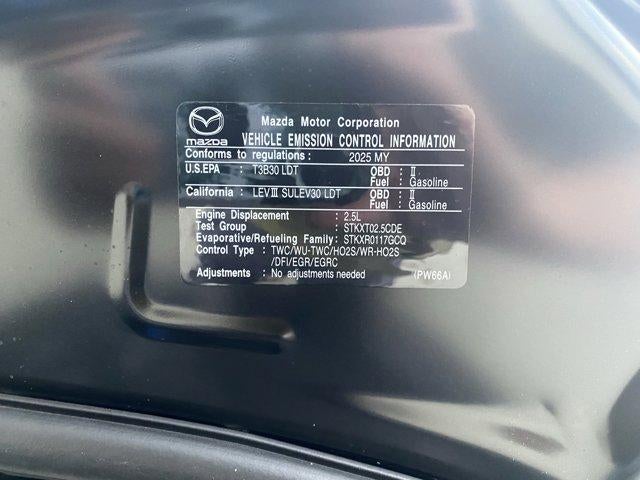 Mazda Motor Corporation
mazda VEHICLE EMISSION CONTROL INFORMATION
Conforms to regulations : 2025 MY
U.S.EPA : T3B30 LDT OBD : II
Fuel : Gasoline
California : LEVⅢ SULEV30 LDT OBD : II
Fuel : Gasoline
Engine Displacement : 2.5L
Test Group : STKXT02.5CDE
Evaporative/Refueling Family: STKXR0117GCQ
Control Type : TWC/WU-TWC/HO2S/WR-HO2S
/DFI/EGR/EGRC
Adjustments : No adjustments needed (PW66A)